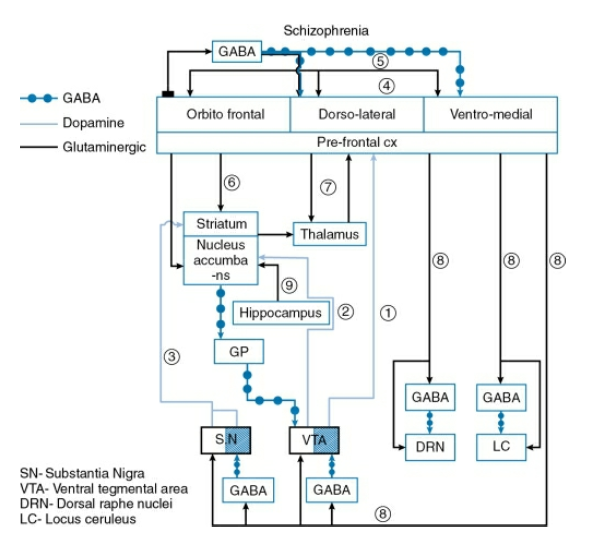 Schizophrenia
GABA
⑤
GABA
④
Dopamine
Orbito frontal
Dorso-lateral
Ventro-medial
Glutaminergic
Pre-frontal cx
⑥
⑦
Striatum
Thalamus
Nucleus
accumba
-ns
⑧
⑧
⑧
⑨
Hippocampus
②
①
③
GP
GABA
GABA
S.N
VTA
DRN
LC
SN- Substantia Nigra
VTA- Ventral tegmental area
DRN- Dorsal raphe nuclei
LC- Locus ceruleus
GABA
GABA
⑧